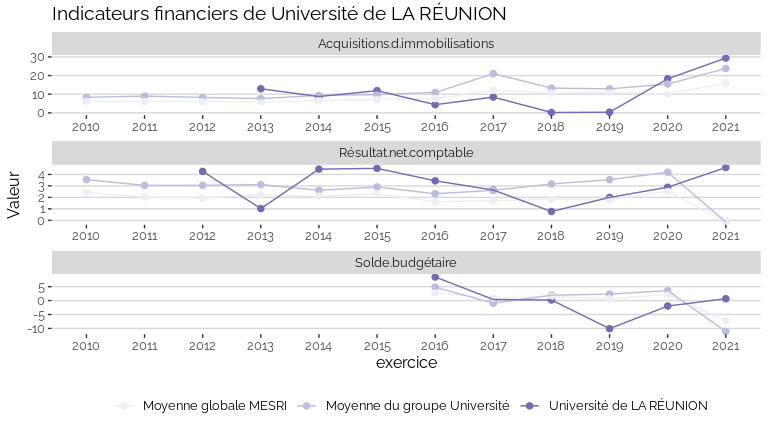 Indicateurs financiers de Université de LA RÉUNION
Acquisitions.d.immobilisations
30
20
10
0
2010 2011 2012 2013 2014 2015 2016 2017 2018 2019 2020 2021
Résultat.net.comptable
4
3
2
1
0
2010 2011 2012 2013 2014 2015 2016 2017 2018 2019 2020 2021
Valeur
Solde.budgétaire
5
0
-5
-10
2010 2011 2012 2013 2014 2015 2016 2017 2018 2019 2020 2021
exercice
Moyenne globale MESRI Moyenne du groupe Université Université de LA RÉUNION